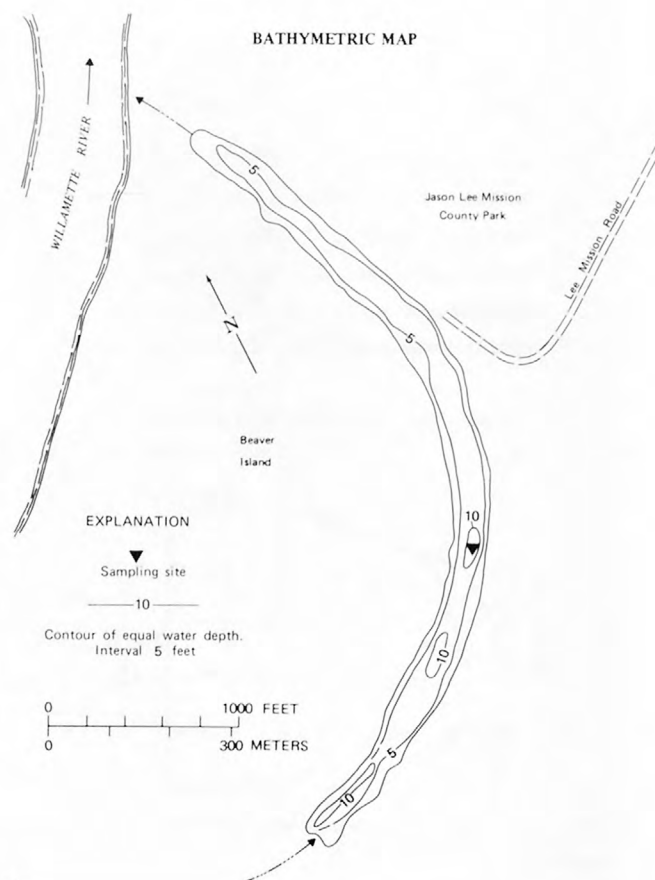 BATHYMETRIC MAP
WILLAMETTE RIVER
5
Jason Lee Mission
County Park
Lee Mission Road
N
5
Beaver
Island
10
EXPLANATION
Sampling site
10
Contour of equal water depth.
Interval 5 feet
10
0 1000 FEET
0 300 METERS
5
10